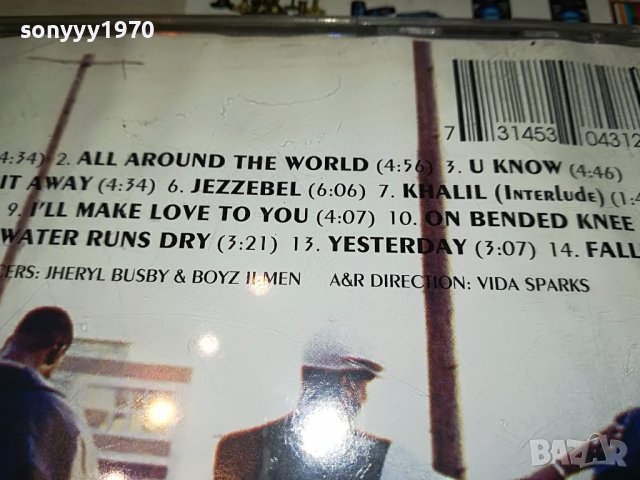 sonyyy1970
7 31453 04312
4:34) 2. ALL AROUND THE WORLD (4:56) 3. U KNOW (4:46)
IT AWAY (4:34) 6. JEZZEBEL (6:06) 7. KHALIL (INTERLUDE) (1:4
9. I'LL MAKE LOVE TO YOU (4:07) 10. ON BENDED KNEE
WATER RUNS DRY (3:21) 13. YESTERDAY (3:07) 14. FALL
CERS: JHERYL BUSBY & BOYZ II MEN A&R DIRECTION: VIDA SPARKS
BAZAR